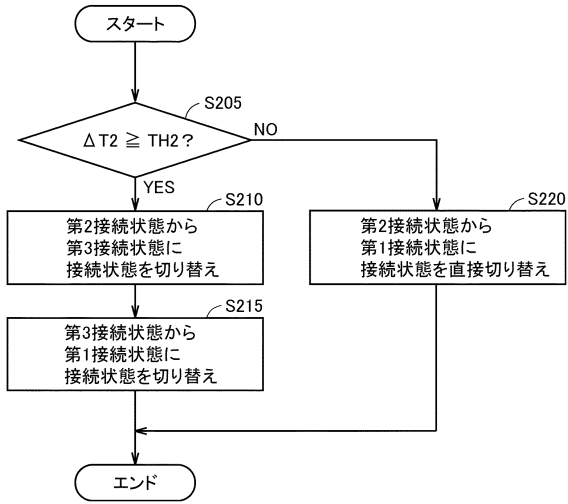 スタート
S205
ΔT2 ≧ TH2?
NO
YES
S210
第2接続状態から
第3接続状態に
接続状態を切り替え
S220
第2接続状態から
第1接続状態に
接続状態を直接切り替え
S215
第3接続状態から
第1接続状態に
接続状態を切り替え
エンド